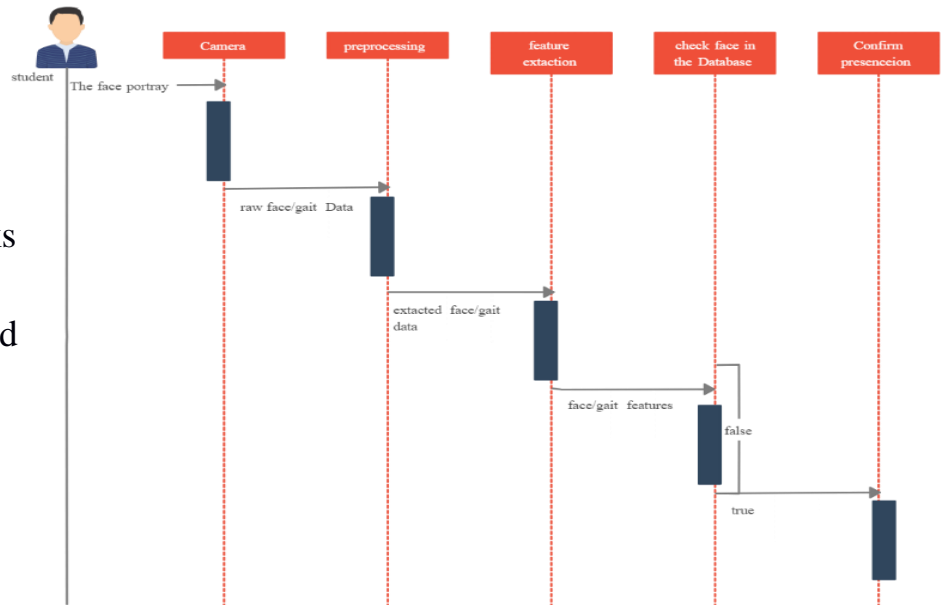 Camera
preprocessing
feature
extaction
check face in
the Database
Confirm
presenceion
student
The face portray
raw face/gait Data
extacted face/gait
data
face/gait features
false
true